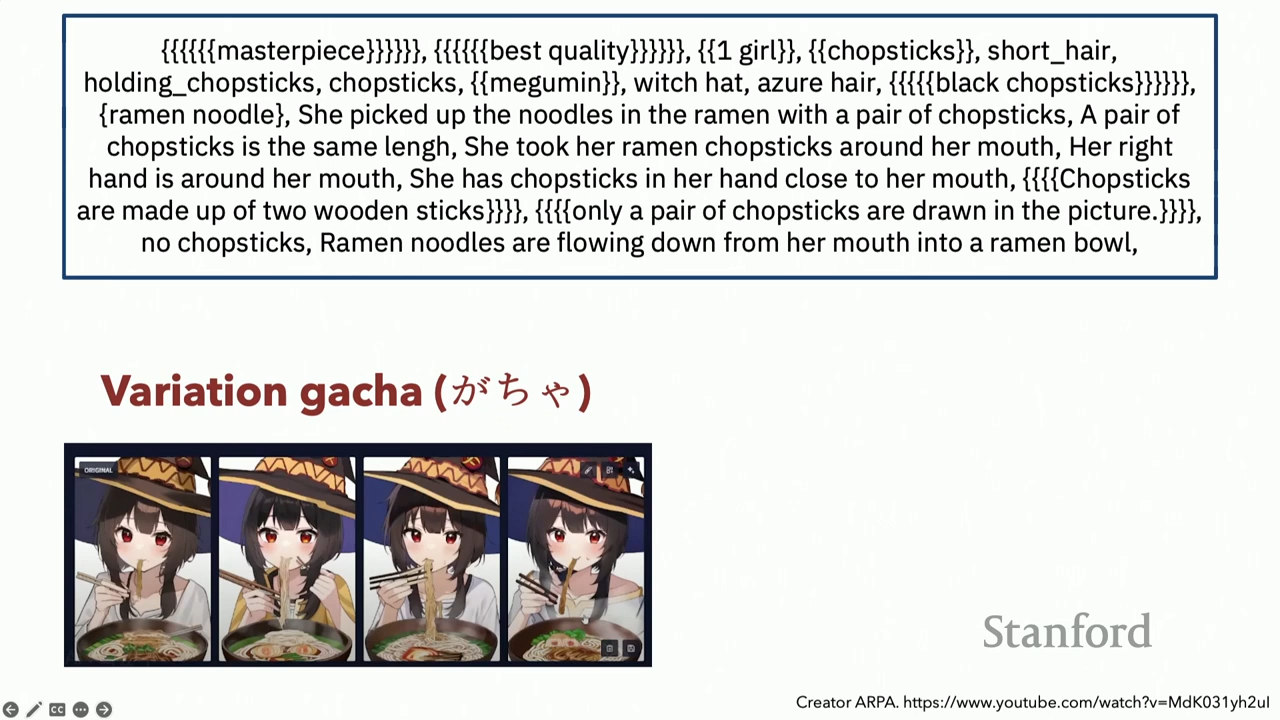 {{{{{{masterpiece}}}}}}, {{{{{{best quality}}}}}}, {{1 girl}}, {{chopsticks}}, short_hair,
holding_chopsticks, chopsticks, {{megumin}}, witch hat, azure hair, {{{{{black chopsticks}}}}}},
{ramen noodle}, She picked up the noodles in the ramen with a pair of chopsticks, A pair of
chopsticks is the same lengh, She took her ramen chopsticks around her mouth, Her right
hand is around her mouth, She has chopsticks in her hand close to her mouth, {{{{Chopsticks
are made up of two wooden sticks}}}}, {{{{only a pair of chopsticks are drawn in the picture.}}}},
no chopsticks, Ramen noodles are flowing down from her mouth into a ramen bowl,
Variation gacha (がちゃ)
ORIGINAL
Stanford
CC
Creator ARPA. https://www.youtube.com/watch?v=MdK031yh2uI